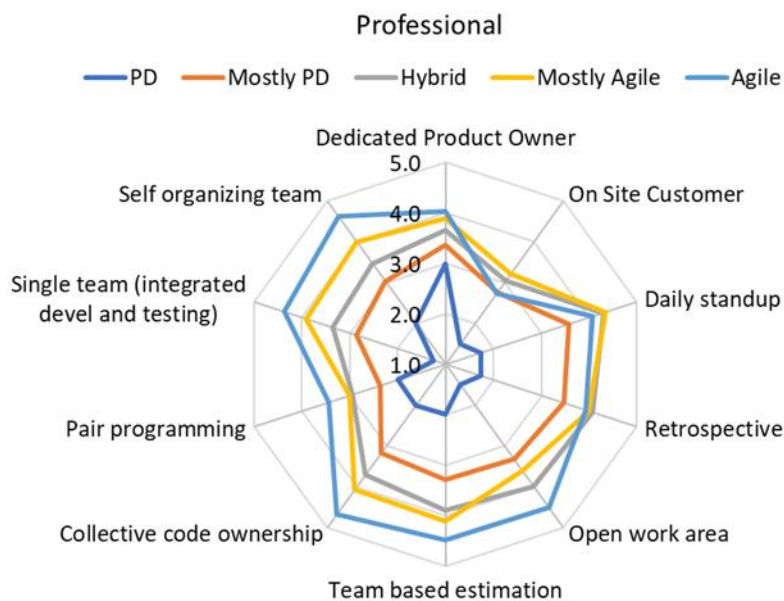 Professional
PD
Mostly PD
Hybrid
Mostly Agile
Agile
Dedicated Product Owner
5.0
4.0
3.0
2.0
1.0
On Site Customer
Daily standup
Retrospective
Open work area
Team based estimation
Collective code ownership
Pair programming
Single team (integrated
devel and testing)
Self organizing team